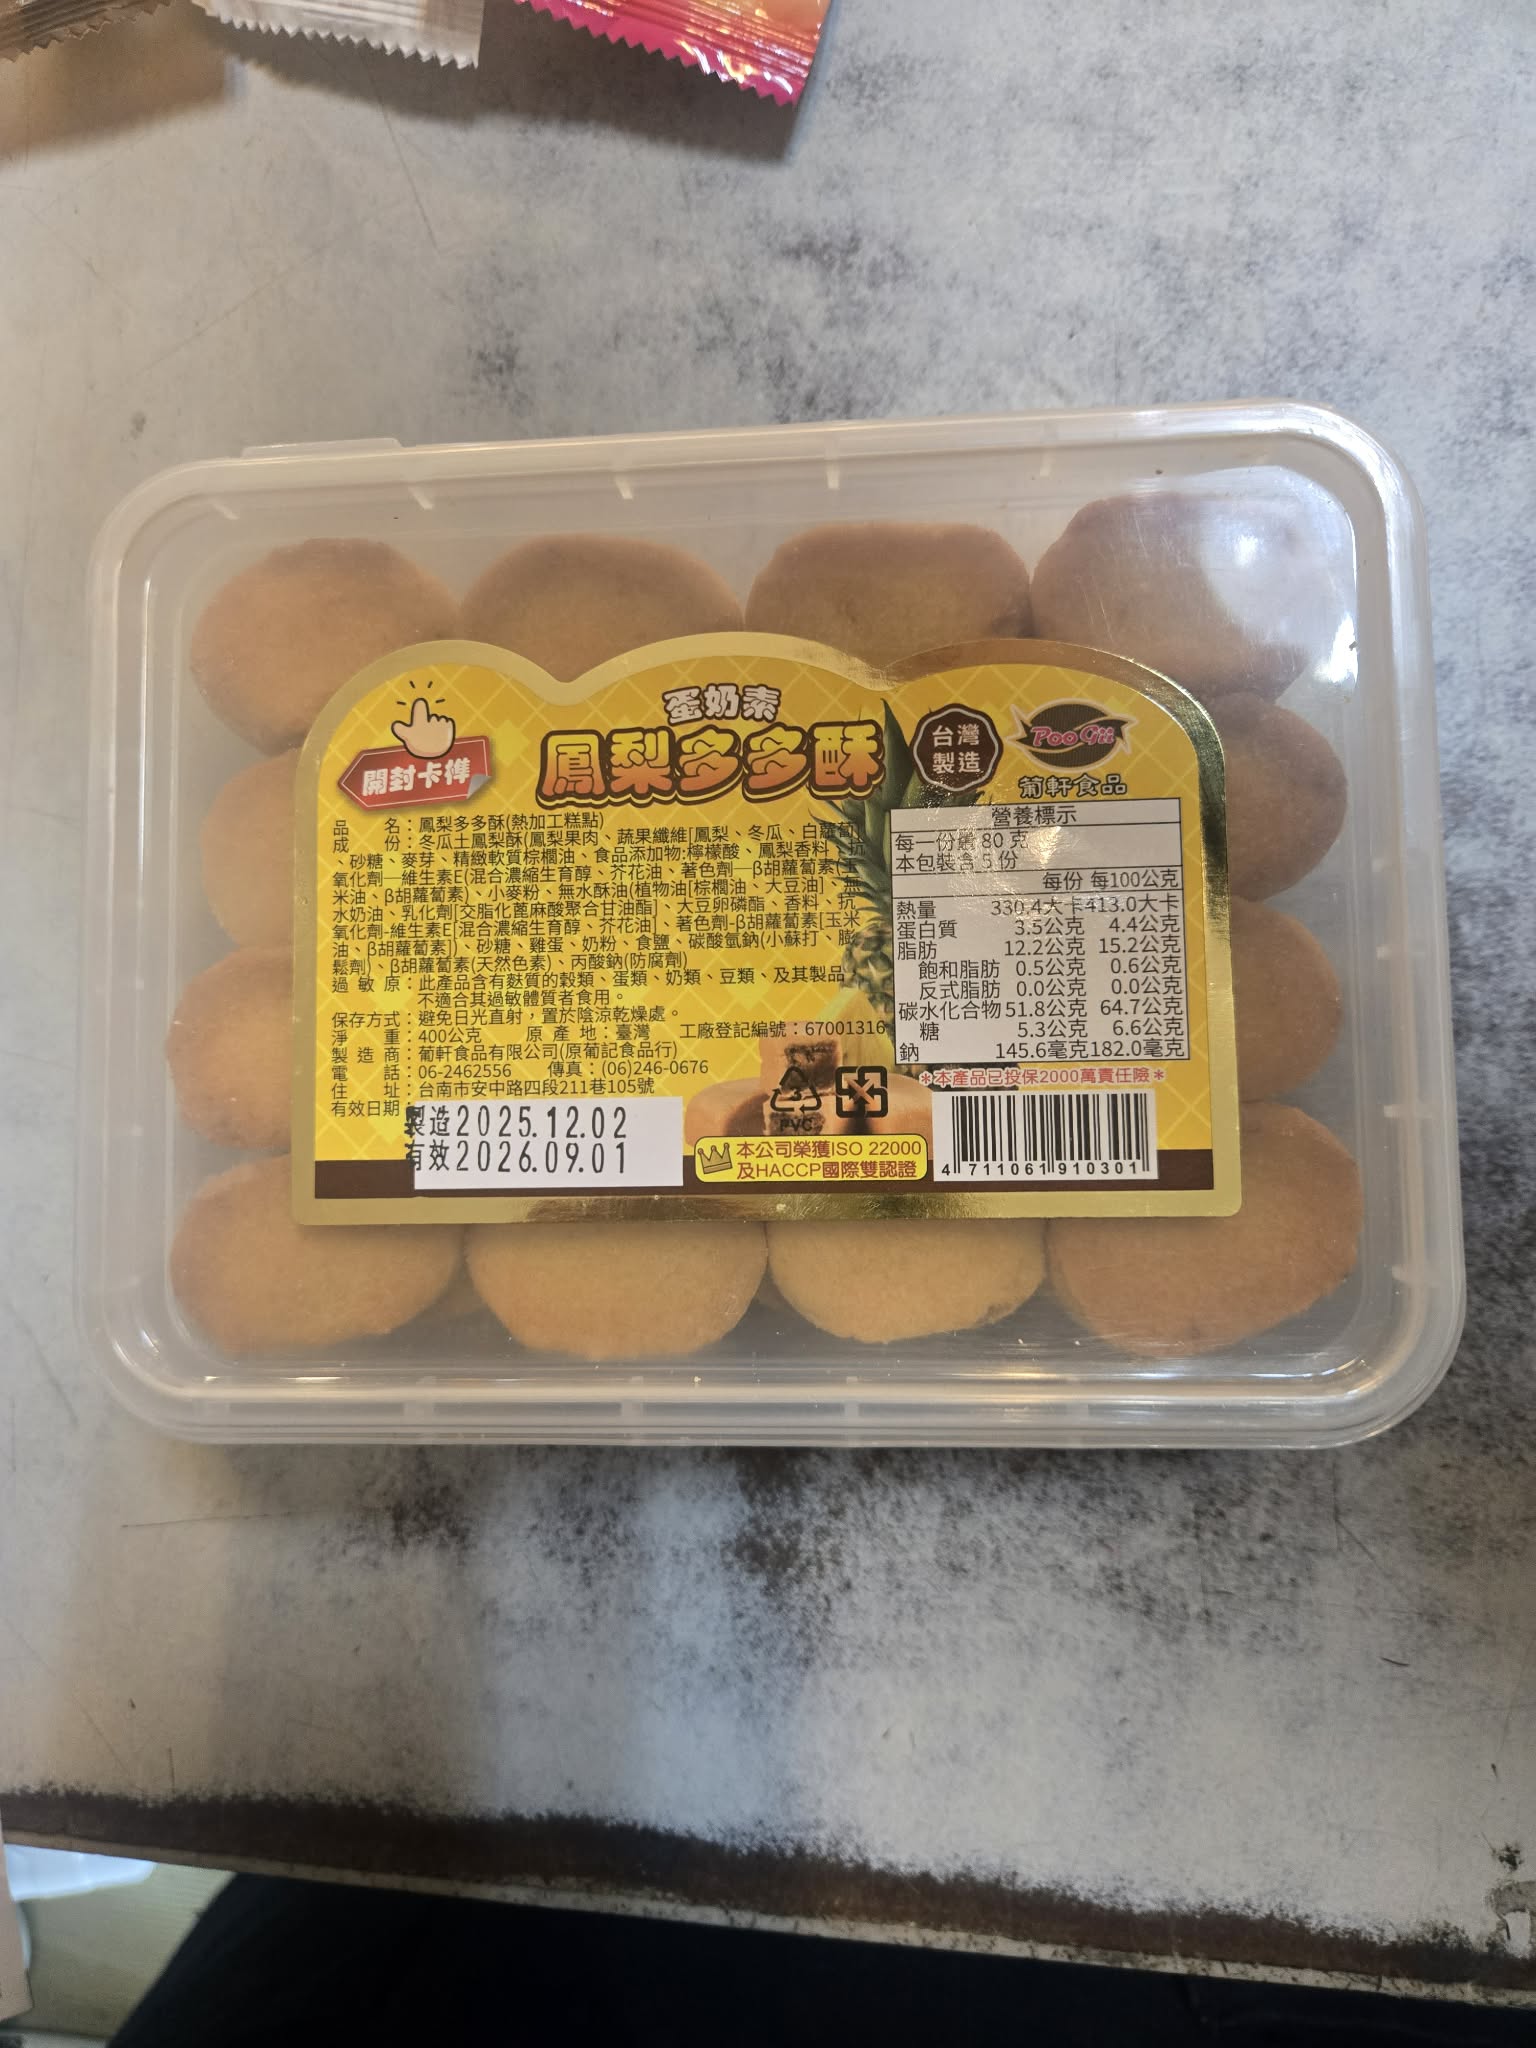 蛋奶素
鳳梨多多酥
開封卡榫
台灣
製造
PooGii
葡軒食品
品 名:鳳梨多多酥(熱加工糕點)
成 份:冬瓜土鳳梨酥(鳳梨果肉、蔬果纖維[鳳梨、冬瓜、白蘿蔔]
、砂糖、麥芽、精緻軟質棕櫚油、食品添加物:檸檬酸、鳳梨香料、抗
氧化劑—維生素E(混合濃縮生育醇、芥花油、著色劑—β胡蘿蔔素(玉
米油、β胡蘿蔔素)、小麥粉、無水酥油(植物油[棕櫚油、大豆油]、無
水奶油、乳化劑[交脂化蓖麻酸聚合甘油酯]、大豆卵磷酯、香料、抗
氧化劑-維生素E[混合濃縮生育醇、芥花油]、著色劑-β胡蘿蔔素[玉米
油、β胡蘿蔔素])、砂糖、雞蛋、奶粉、食鹽、碳酸氫鈉(小蘇打、膨
鬆劑)、β胡蘿蔔素(天然色素)、丙酸鈉(防腐劑)
過 敏 原:此產品含有麩質的穀類、蛋類、奶類、豆類、及其製品,
不適合其過敏體質者食用。
保存方式:避免日光直射,置於陰涼乾燥處。
淨 重:400公克 原 產 地:臺灣 工廠登記編號:67001316
製 造 商:葡軒食品有限公司(原葡記食品行)
電 話:06-2462556 傳真:(06)246-0676
住 址:台南市安中路四段211巷105號
有效日期:
製造2025.12.02
有效2026.09.01
營養標示
每一份量 80 克
本包裝含 5 份
每份 每100公克
熱量 330.4大卡 413.0大卡
蛋白質 3.5公克 4.4公克
脂肪 12.2公克 15.2公克
飽和脂肪 0.5公克 0.6公克
反式脂肪 0.0公克 0.0公克
碳水化合物 51.8公克 64.7公克
糖 5.3公克 6.6公克
鈉 145.6毫克 182.0毫克
*本產品已投保2000萬責任險*
3
PVC
本公司榮獲ISO 22000
及HACCP國際雙認證
4 711061 910301